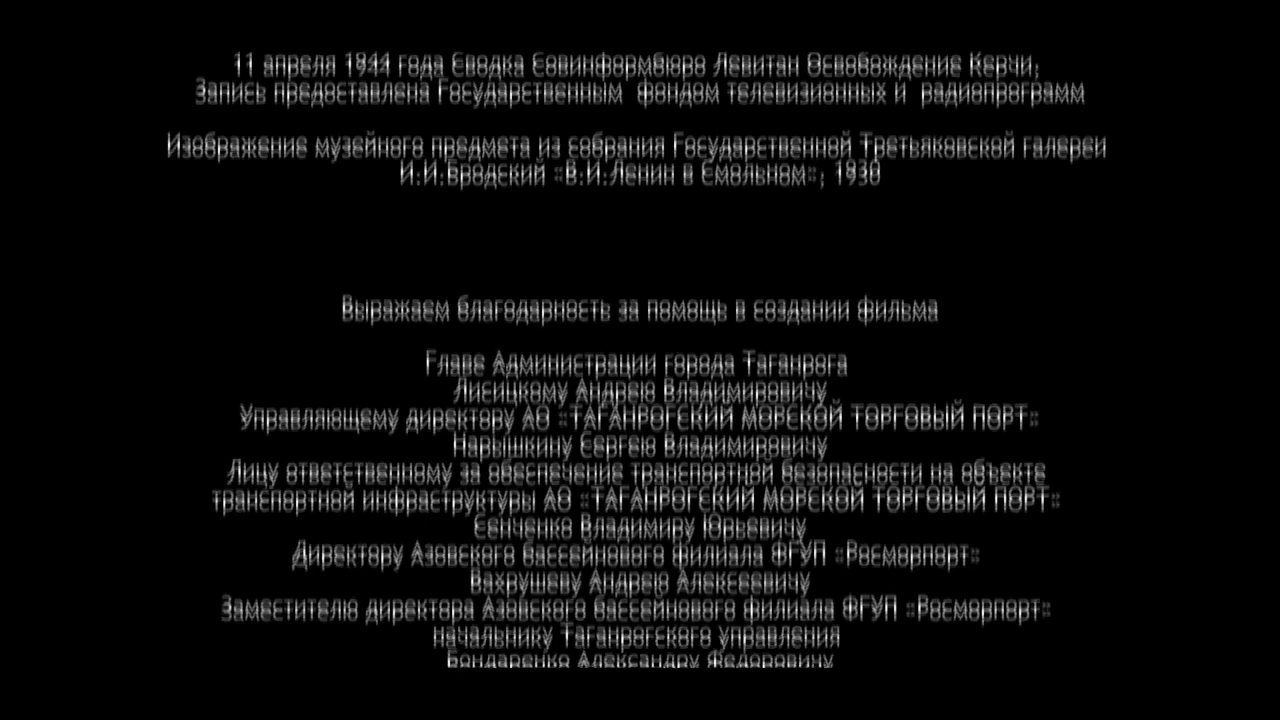 11 апреля 1944 года Сводка Совинформбюро Левитан Освобождение Керчи,
Запись предоставлена Государственным фондом телевизионных и радиопрограмм
Изображение музейного предмета из собрания Государственной Третьяковской галереи
И.И.Бродский «В.И.Ленин в Смольном», 1930
Выражаем благодарность за помощь в создании фильма
Главе Администрации города Таганрога
Лисицкому Андрею Владимировичу
Управляющему директору АО «ТАГАНРОГСКИЙ МОРСКОЙ ТОРГОВЫЙ ПОРТ»
Нарышкину Сергею Владимировичу
Лицу ответственному за обеспечение транспортной безопасности на объекте
транспортной инфраструктуры АО «ТАГАНРОГСКИЙ МОРСКОЙ ТОРГОВЫЙ ПОРТ»
Сенченко Владимиру Юрьевичу
Директору Азовского бассейнового филиала ФГУП «Росморпорт»
Вахрушеву Андрею Алексеевичу
Заместителю директора Азовского бассейнового филиала ФГУП «Росморпорт»
начальнику Таганрогского управления
Бондаренко Александру Федоровичу